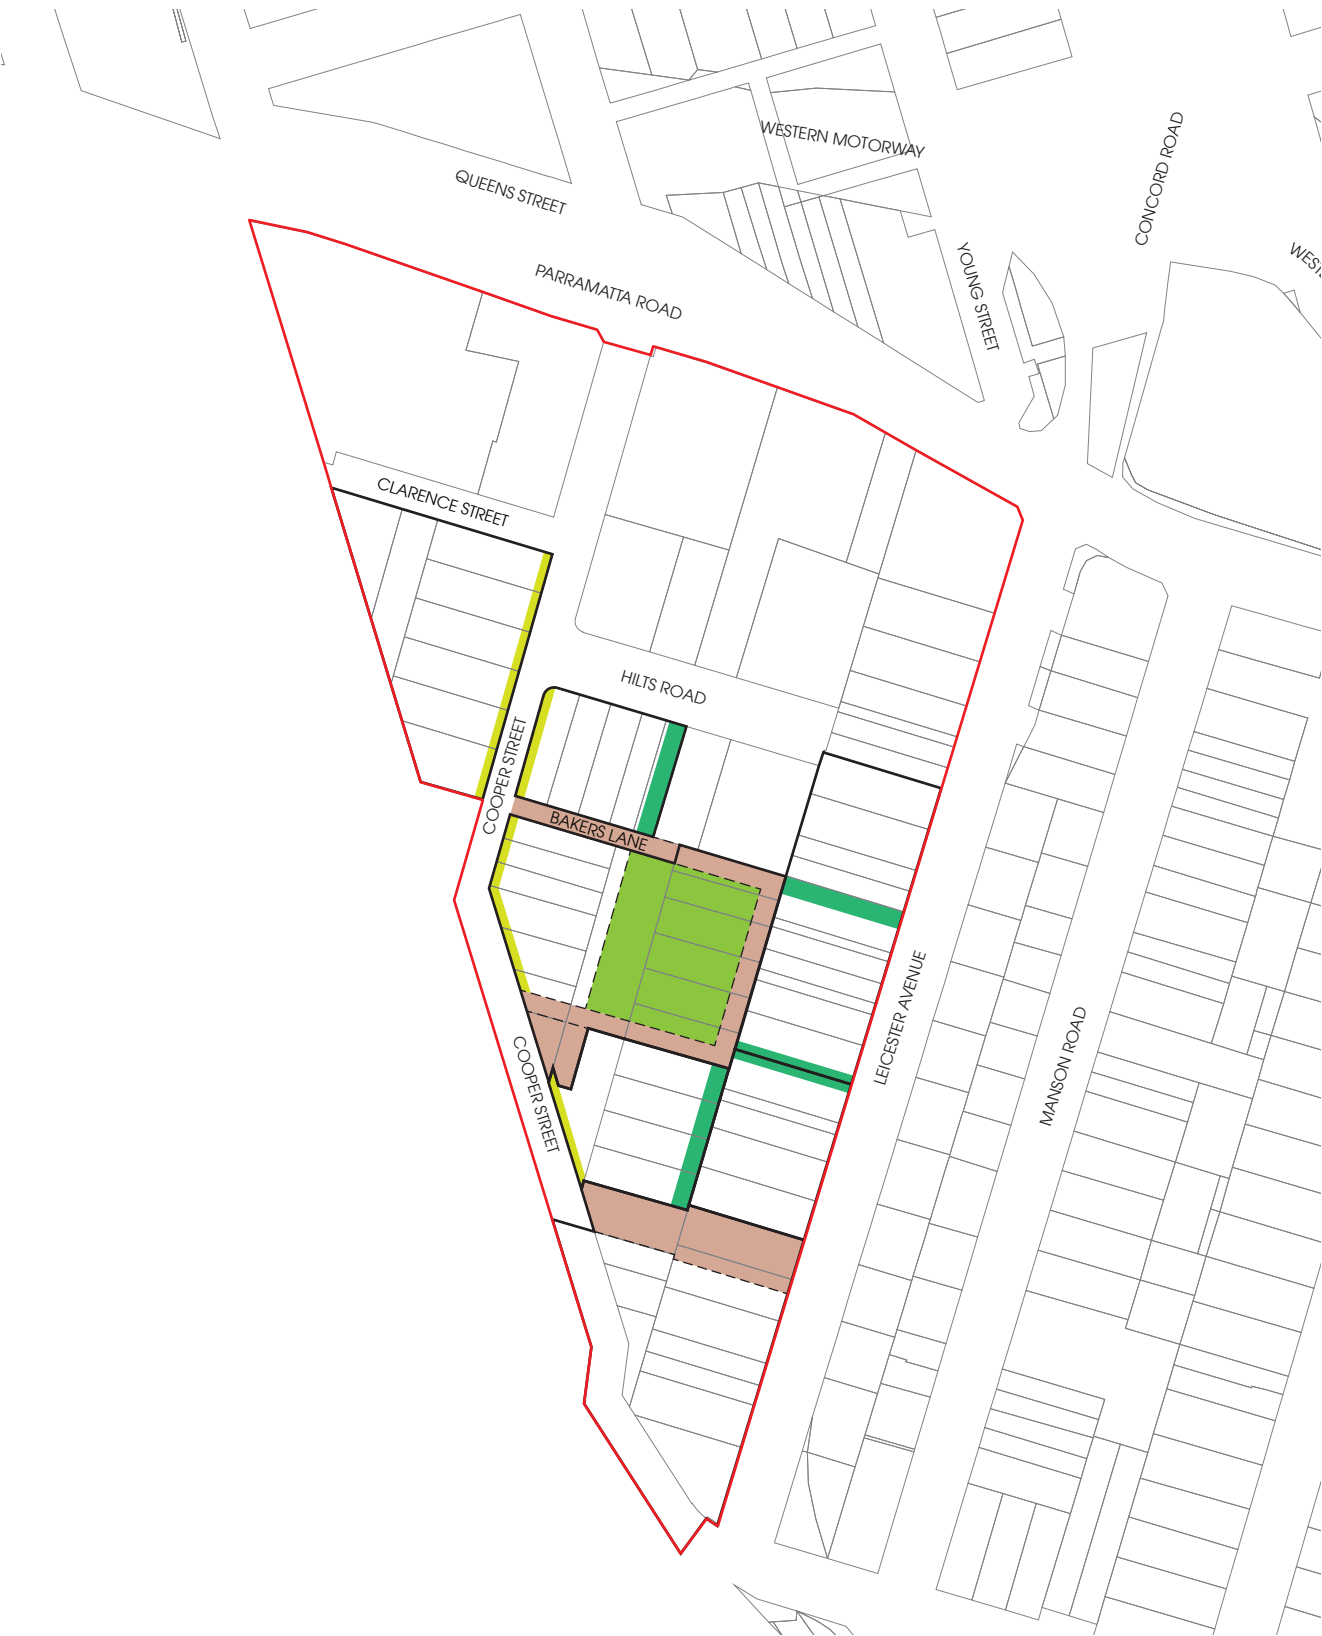 WESTERN MOTORWAY
CONCORD ROAD
QUEENS STREET
YOUNG STREET
PARRAMATTA ROAD
CLARENCE STREET
HILTS ROAD
COOPER STREET
BAKERS LANE
LEICESTER AVENUE
MANSON ROAD
COOPER STREET